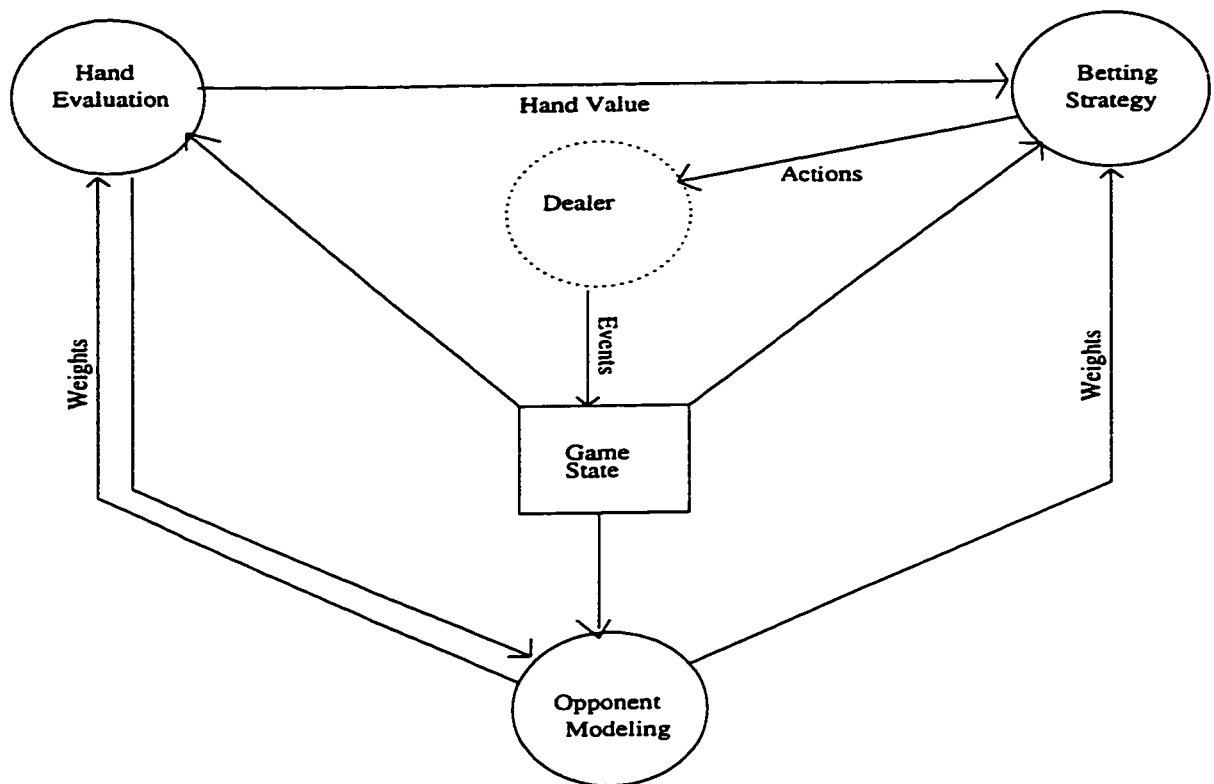 Hand
Evaluation
Betting
Strategy
Hand Value
Actions
Dealer
Events
Weights
Weights
Game
State
Opponent
Modeling